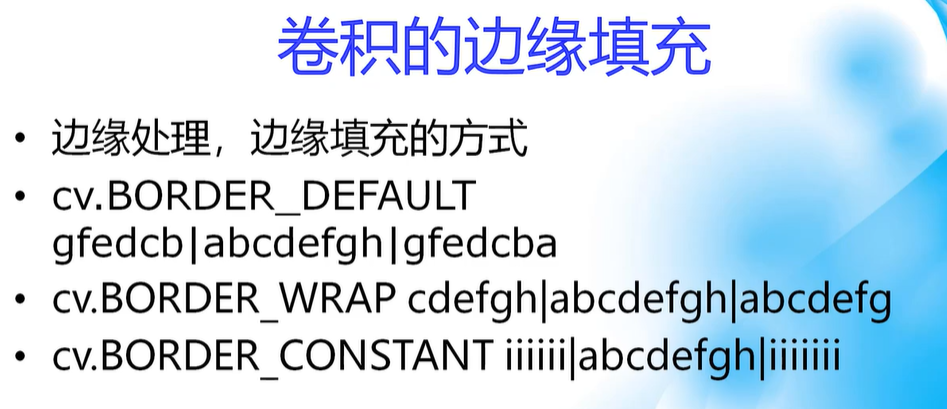 卷积的边缘填充
• 边缘处理，边缘填充的方式
• cv.BORDER_DEFAULT
gfedcb|abcdefgh|gfedcba
• cv.BORDER_WRAP cdefgh|abcdefgh|abcdefg
• cv.BORDER_CONSTANT iiiiii|abcdefgh|iiiiiii